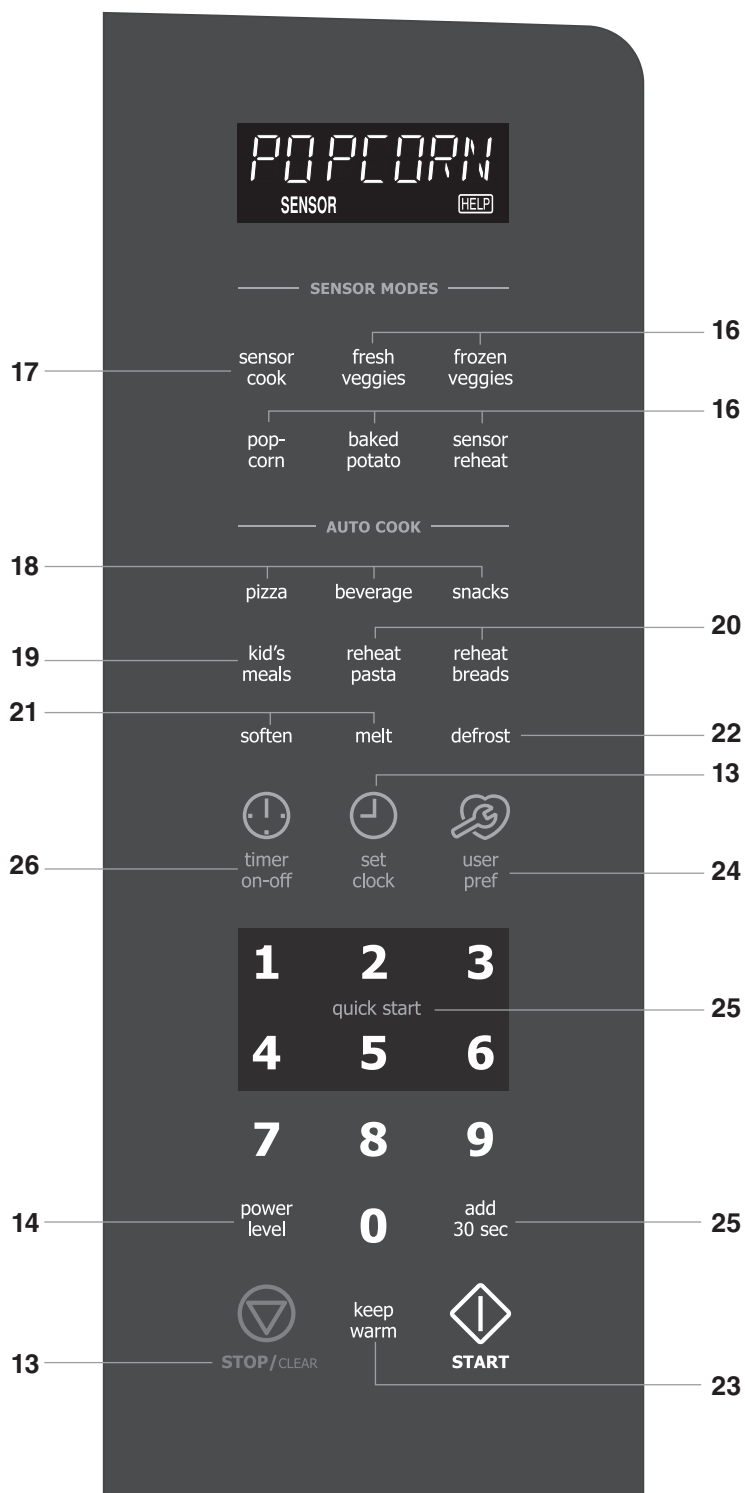 POPCORN
SENSOR HELP
SENSOR MODES
16
17
sensor cook
fresh veggies
frozen veggies
16
pop-
corn
baked potato
sensor reheat
AUTO COOK
18
pizza beverage snacks
20
19
kid's meals
reheat pasta
reheat breads
21
soften melt defrost
22
13
26
timer on-off
set clock
user pref
24
1 2 3
quick start
25
4 5 6
7 8 9
14
power level
0
add 30 sec
25
keep warm
13
STOP/CLEAR
START
23